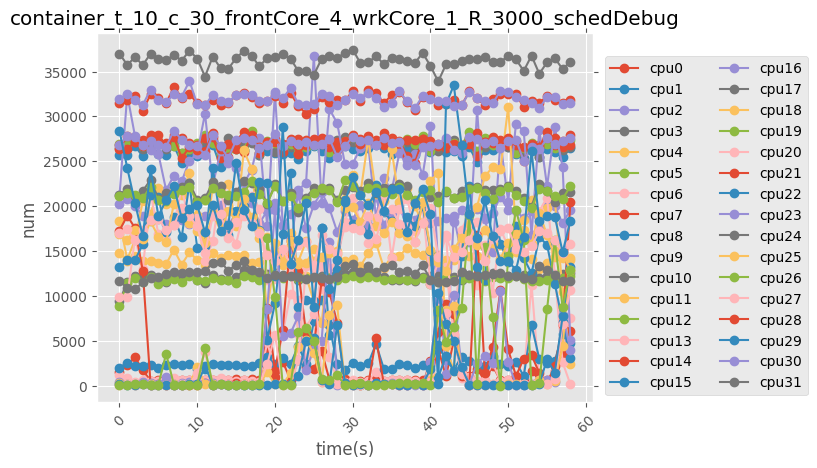 container_t_10_c_30_frontCore_4_wrkCore_1_R_3000_schedDebug
num
35000
30000
25000
20000
15000
10000
5000
0
0
10
20
30
40
50
60
time(s)
cpu0
cpu1
cpu2
cpu3
cpu4
cpu5
cpu6
cpu7
cpu8
cpu9
cpu10
cpu11
cpu12
cpu13
cpu14
cpu15
cpu16
cpu17
cpu18
cpu19
cpu20
cpu21
cpu22
cpu23
cpu24
cpu25
cpu26
cpu27
cpu28
cpu29
cpu30
cpu31